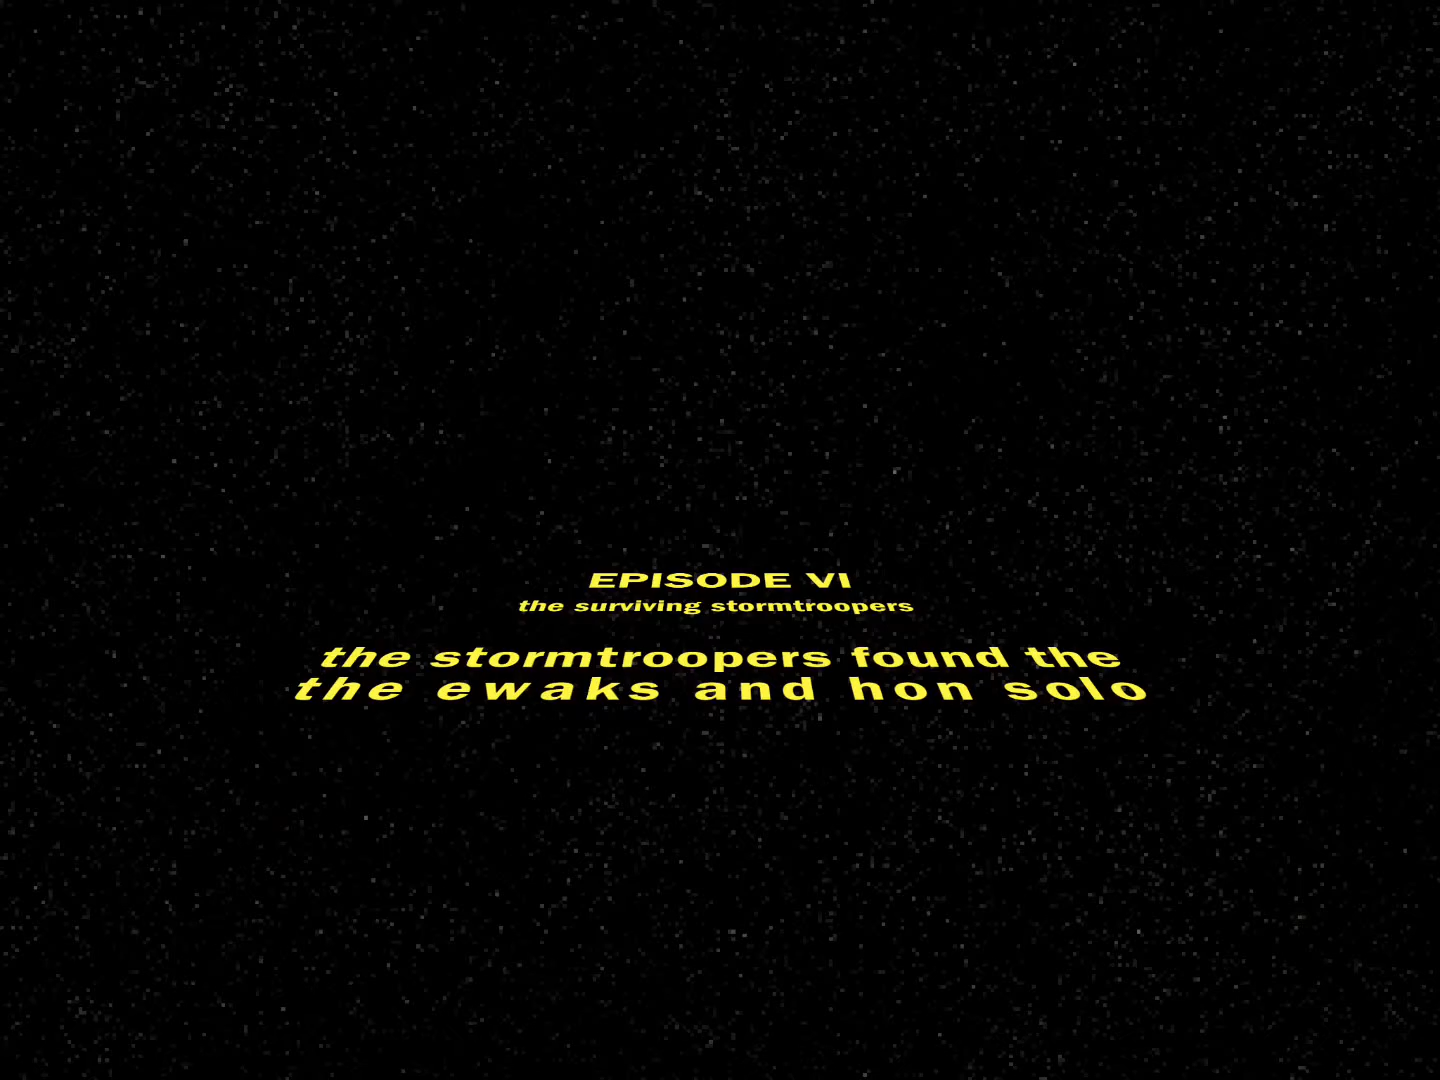 EPISODE VI
the surviving stormtroopers
the stormtroopers found the
the ewaks and hon solo